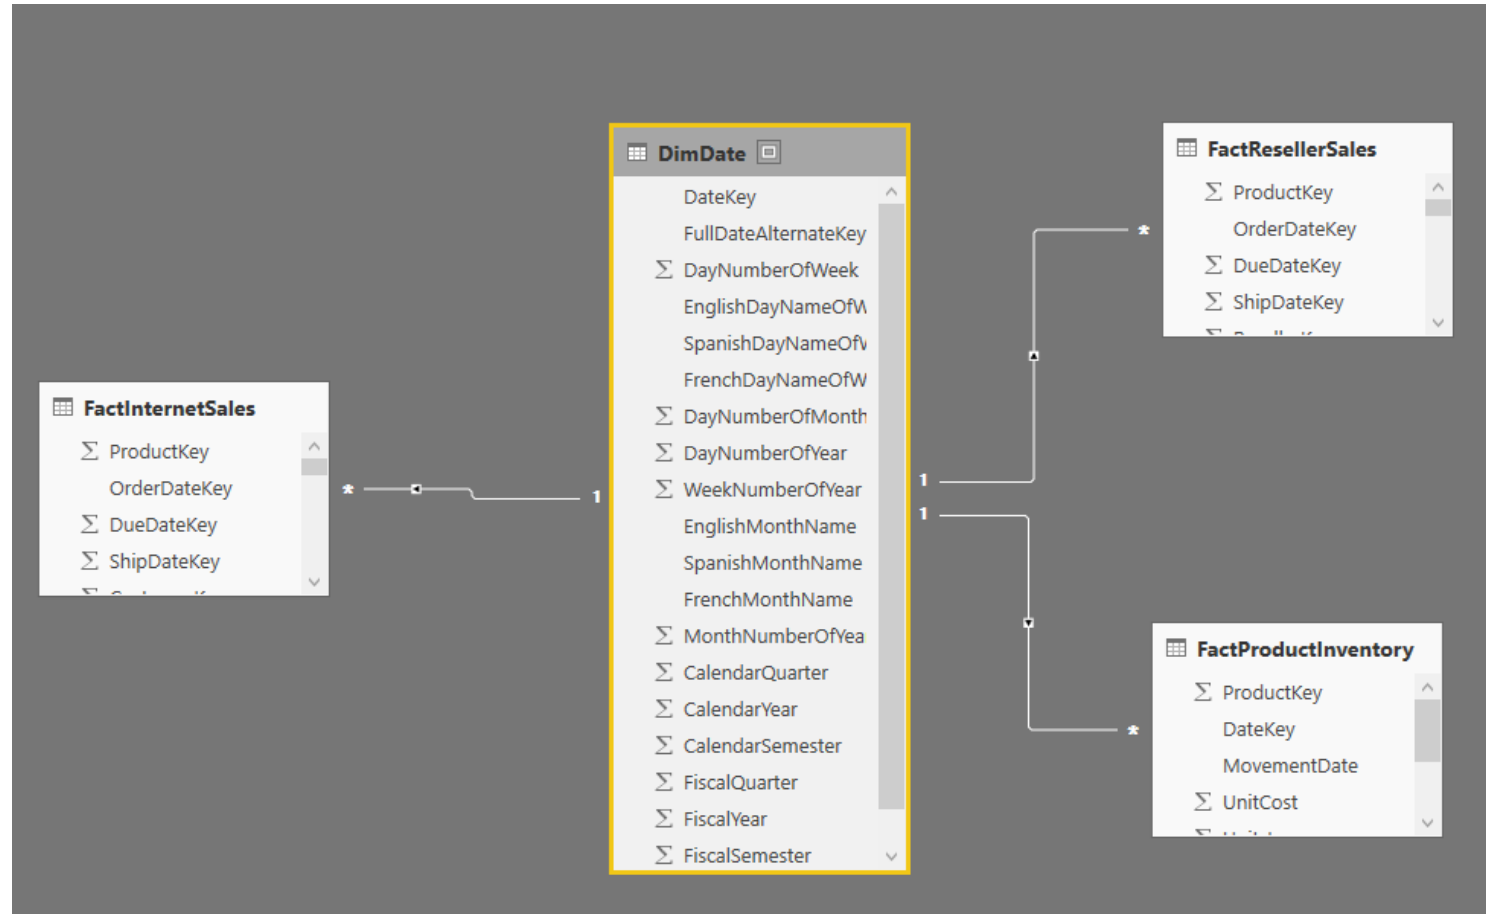 DimDate
DateKey
FullDateAlternateKey
DayNumberOfWeek
EnglishDayNameOfW
SpanishDayNameOfW
FrenchDayNameOfW
DayNumberOfMonth
DayNumberOfYear
WeekNumberOfYear
EnglishMonthName
SpanishMonthName
FrenchMonthName
MonthNumberOfYea
CalendarQuarter
CalendarYear
CalendarSemester
FiscalQuarter
FiscalYear
FiscalSemester
FactInternetSales
ProductKey
OrderDateKey
DueDateKey
ShipDateKey
* 1
FactResellerSales
ProductKey
OrderDateKey
DueDateKey
ShipDateKey
1 *
FactProductInventory
ProductKey
DateKey
MovementDate
UnitCost
1 *